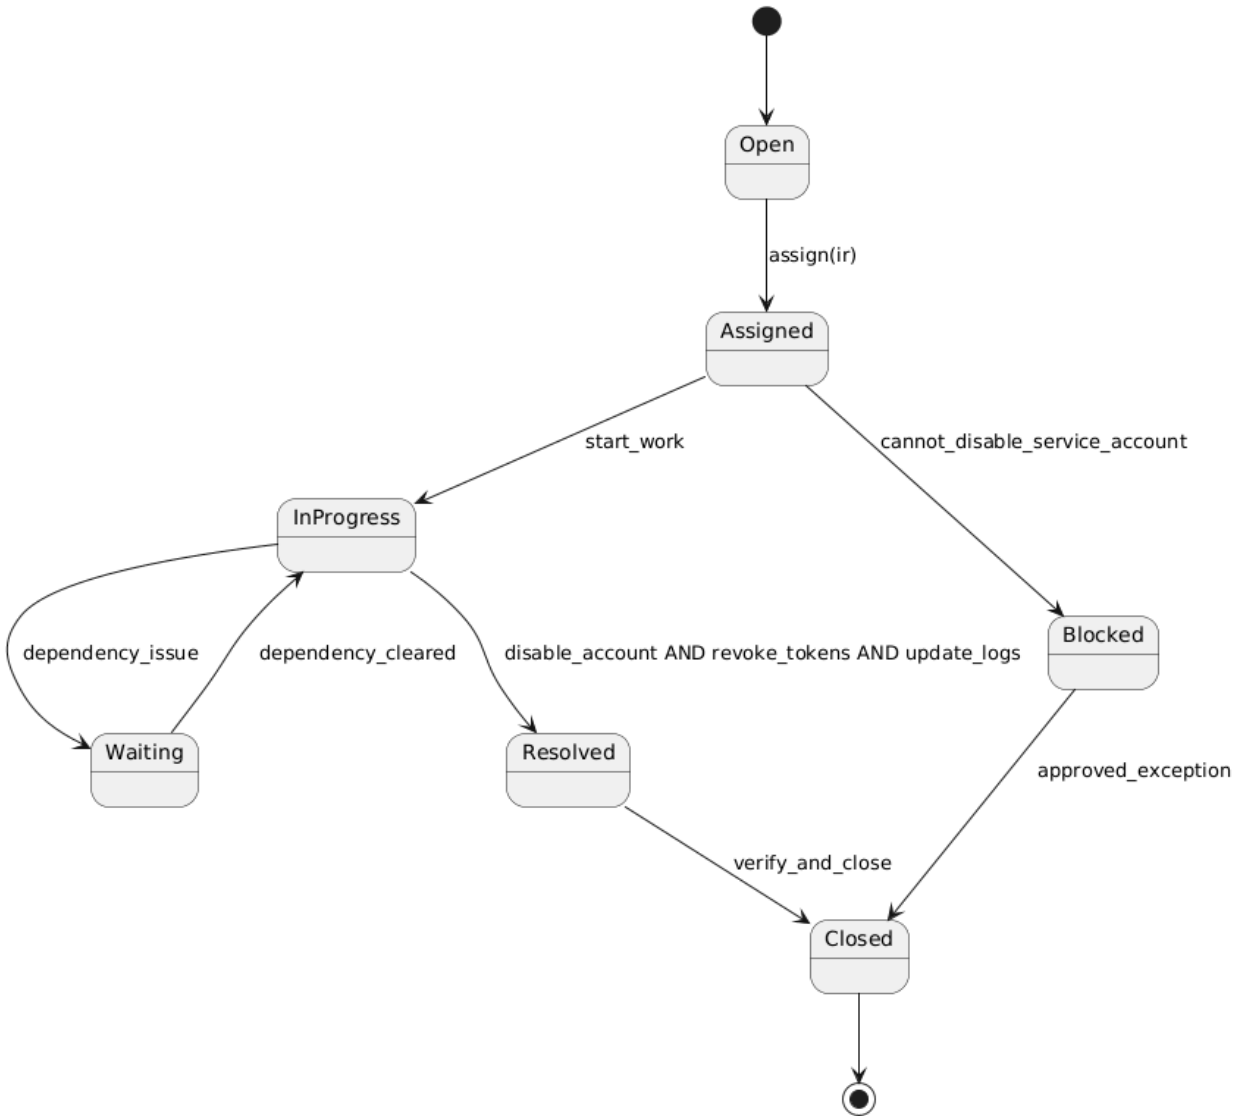 Open
assign(ir)
Assigned
start_work
cannot_disable_service_account
InProgress
Blocked
dependency_issue
dependency_cleared
disable_account AND revoke_tokens AND update_logs
Waiting
Resolved
approved_exception
verify_and_close
Closed